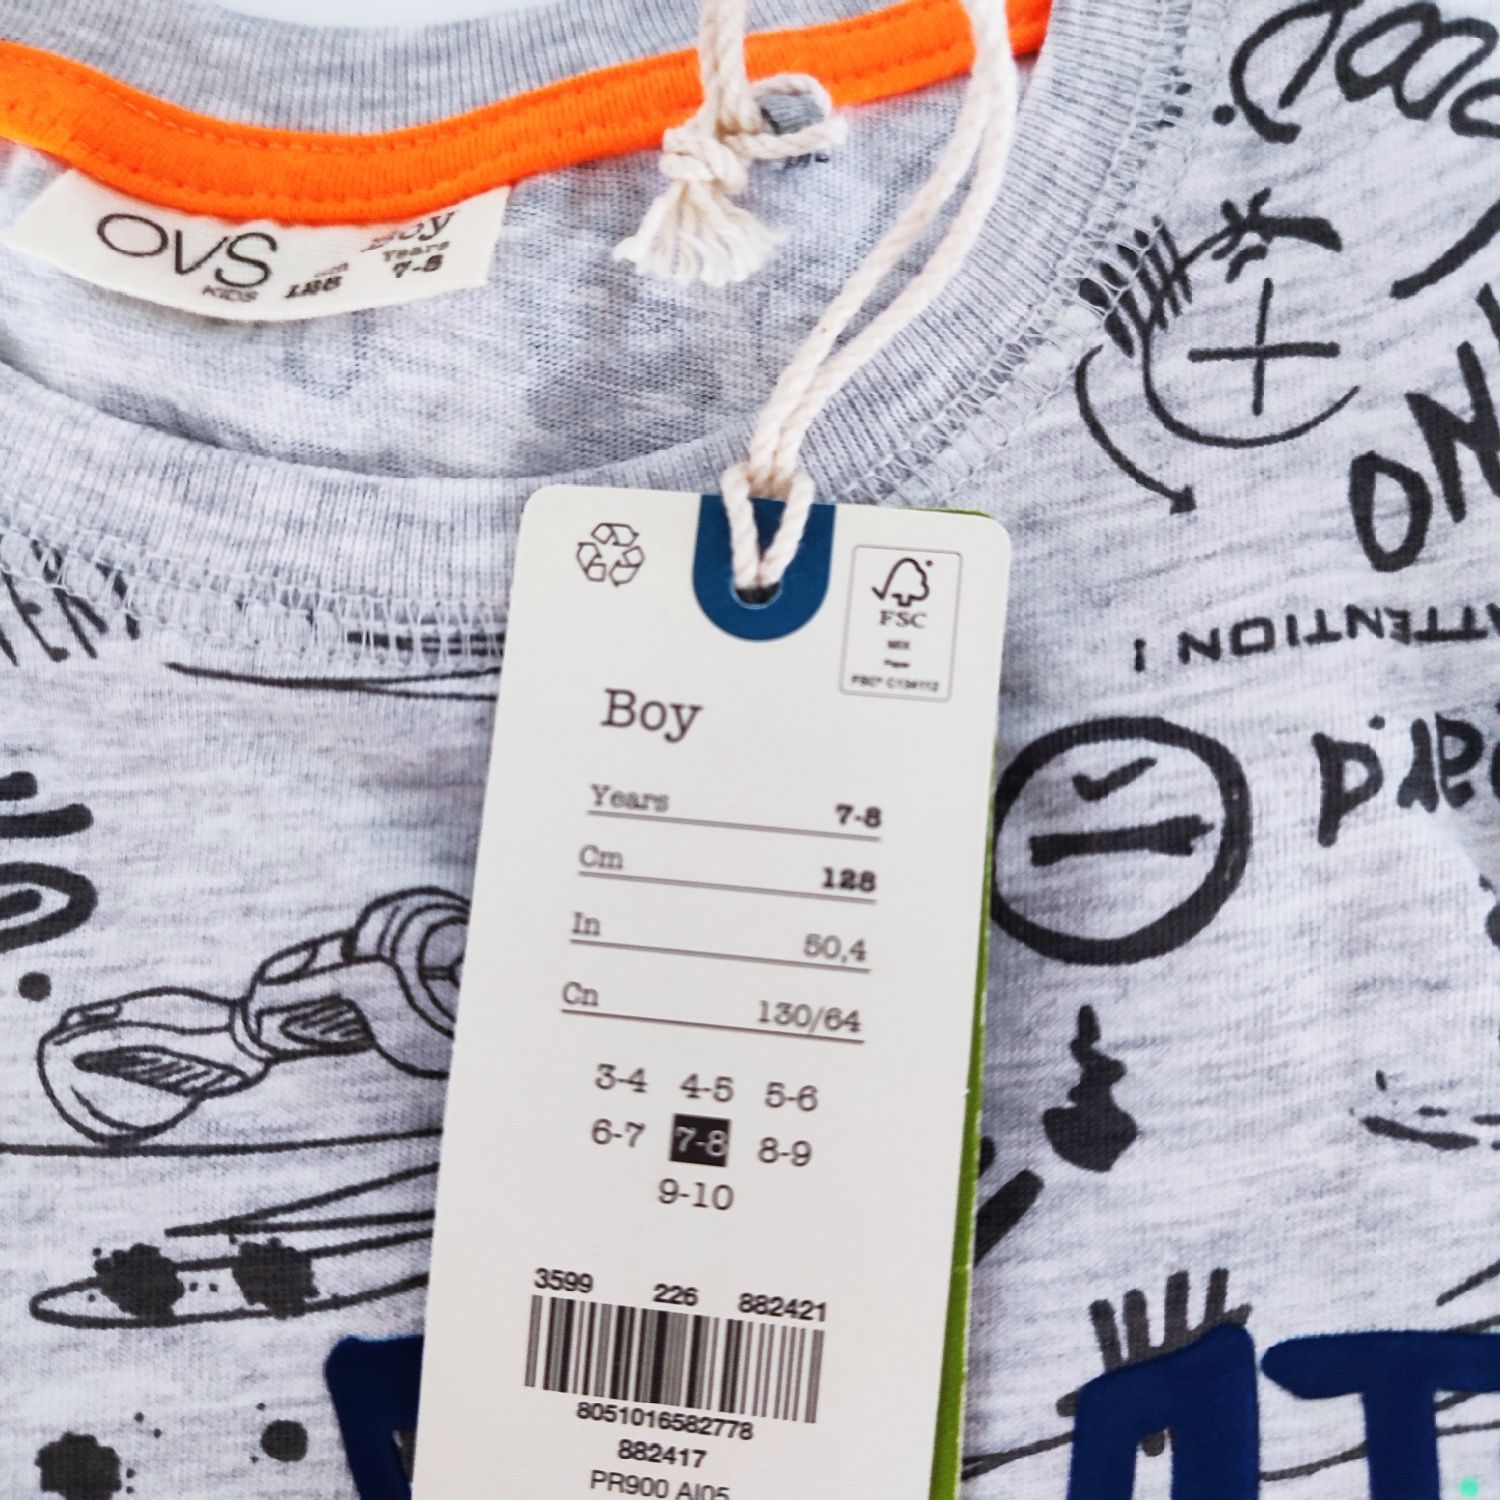 OVS
KIDS
128
Boy
Years
7-8
FSC
MIX
Paper
Boy
Years 7-8
Cm 128
In 50,4
Cn 130/64
3-4 4-5 5-6
6-7 7-8 8-9
9-10
3599 226 882421
8051016582778
882417
PR900 AI05
ATTENTION !